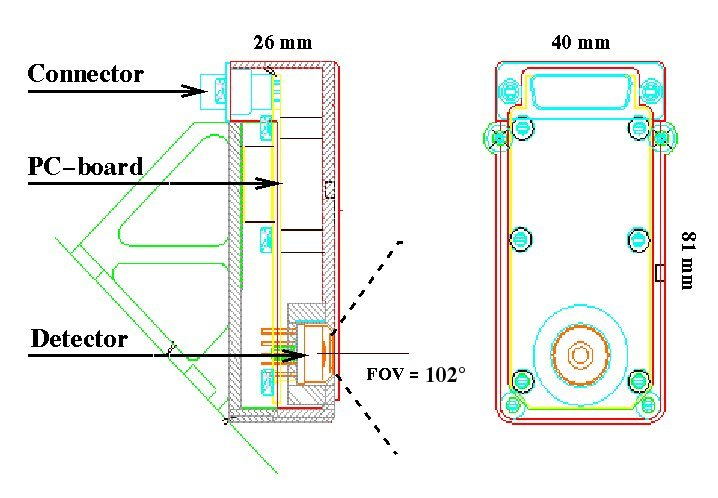 26 mm
40 mm
Connector
PC-board
81 mm
Detector
FOV = 102°